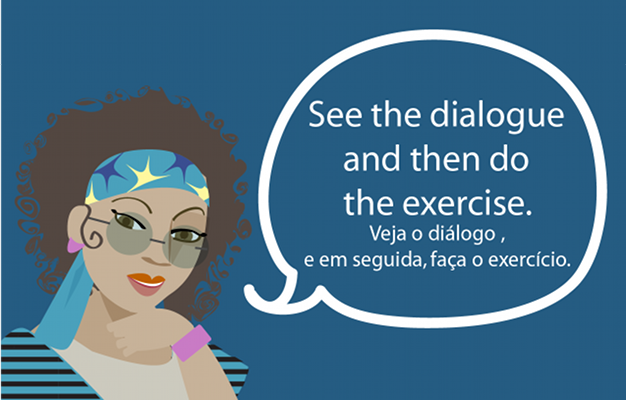 See the dialogue
and then do
the exercise.
Veja o diálogo ,
e em seguida, faça o exercício.